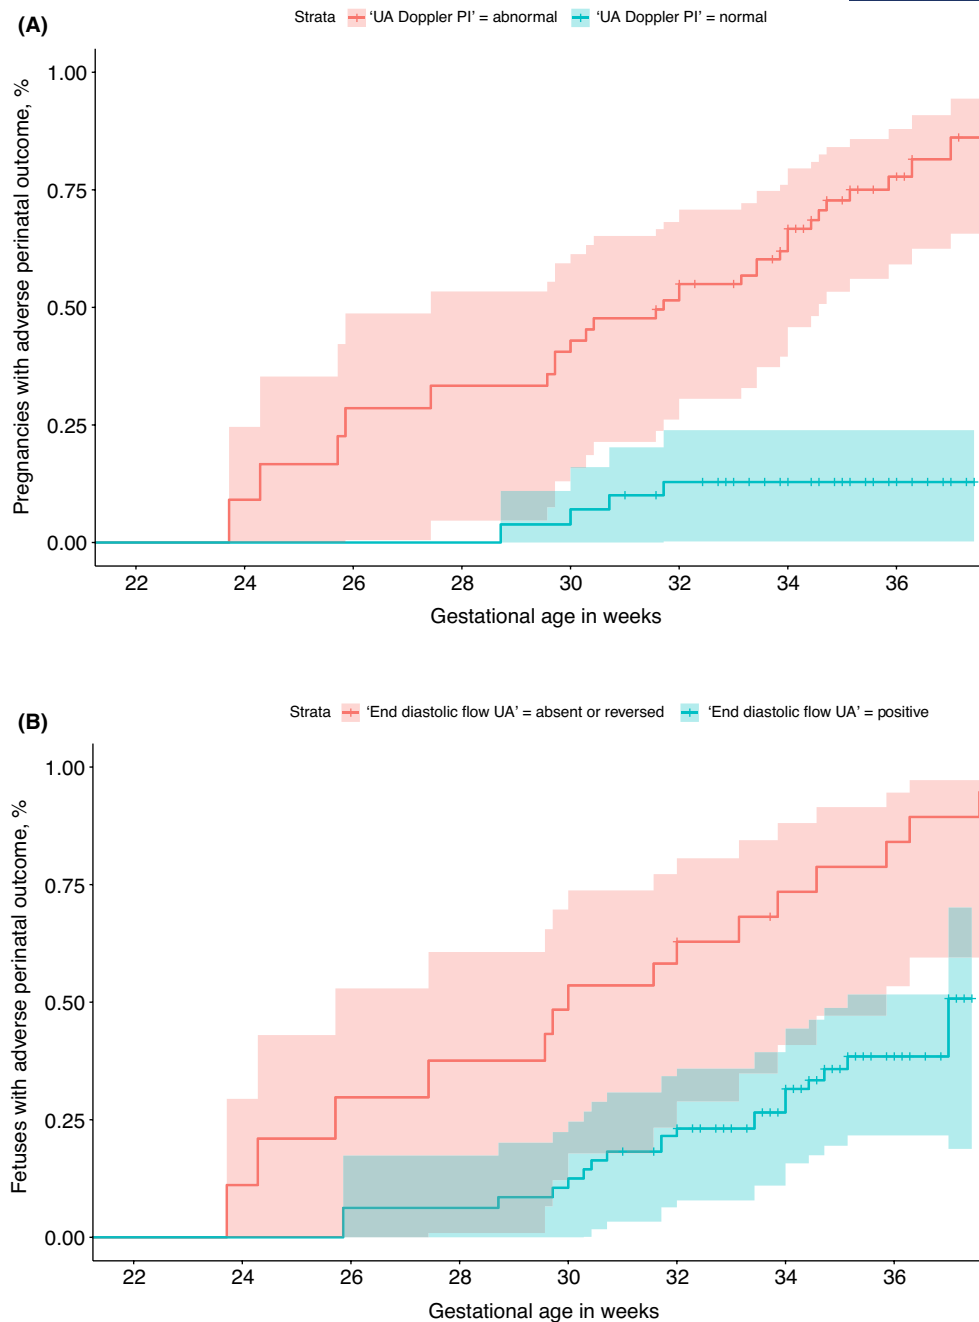 (A)
Strata 'UA Doppler PI' = abnormal 'UA Doppler PI' = normal
Pregnancies with adverse perinatal outcome, %
1.00
0.75
0.50
0.25
0.00
22 24 26 28 30 32 34 36
Gestational age in weeks
(B)
Strata 'End diastolic flow UA' = absent or reversed 'End diastolic flow UA' = positive
Fetuses with adverse perinatal outcome, %
1.00
0.75
0.50
0.25
0.00
22 24 26 28 30 32 34 36
Gestational age in weeks